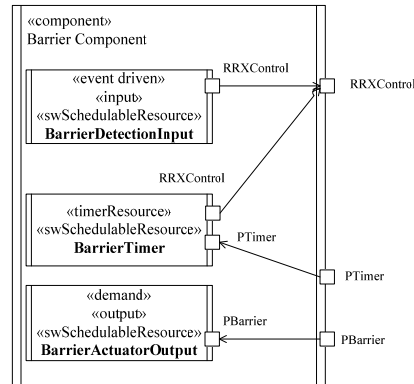 «component»
Barrier Component
RRXControl
«event driven»
RRXControl
«input»
«swSchedulableResource»
BarrierDetectionInput
RRXControl
«timerResource»
«swSchedulableResource»
PTimer
BarrierTimer
PTimer
«demand»
«output»
PBarrier
«swSchedulableResource»
PBarrier
BarrierActuatorOutput